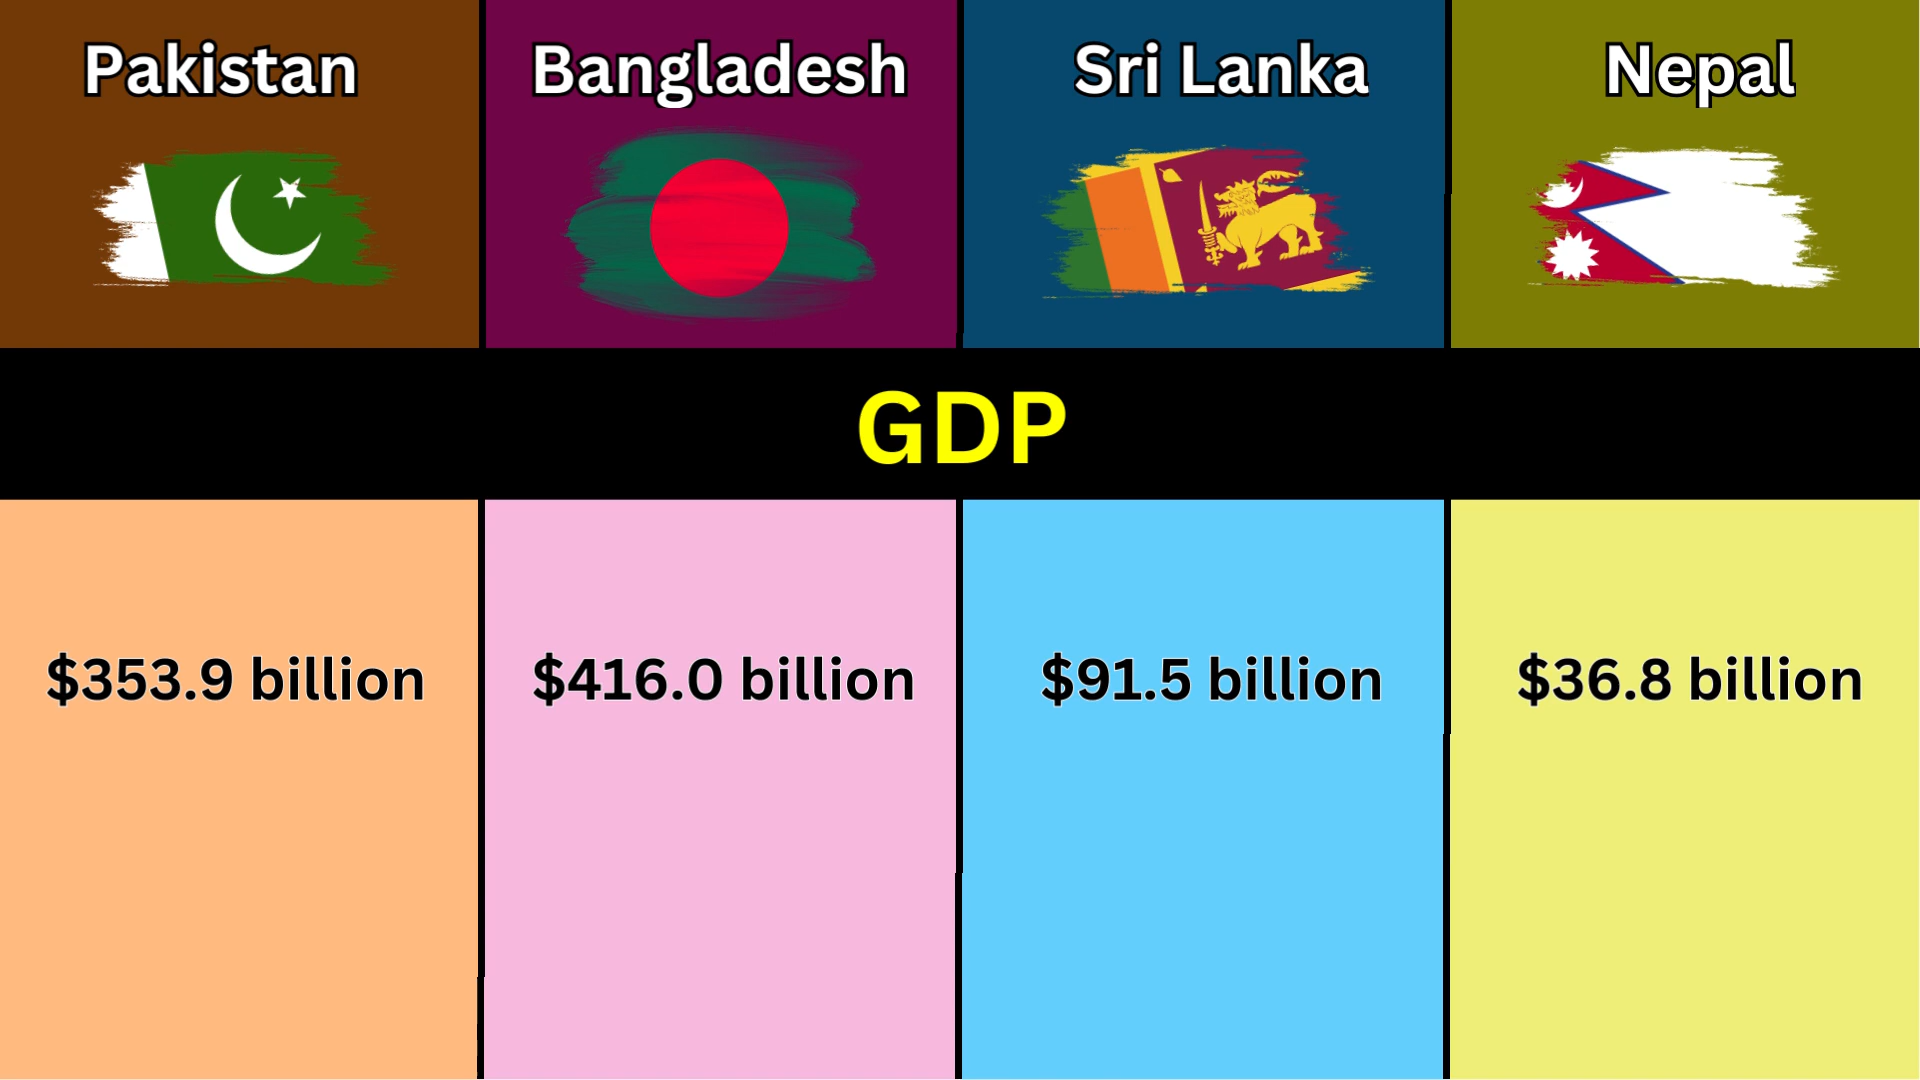 Pakistan
Bangladesh
Sri Lanka
Nepal
GDP
$353.9 billion
$416.0 billion
$91.5 billion
$36.8 billion